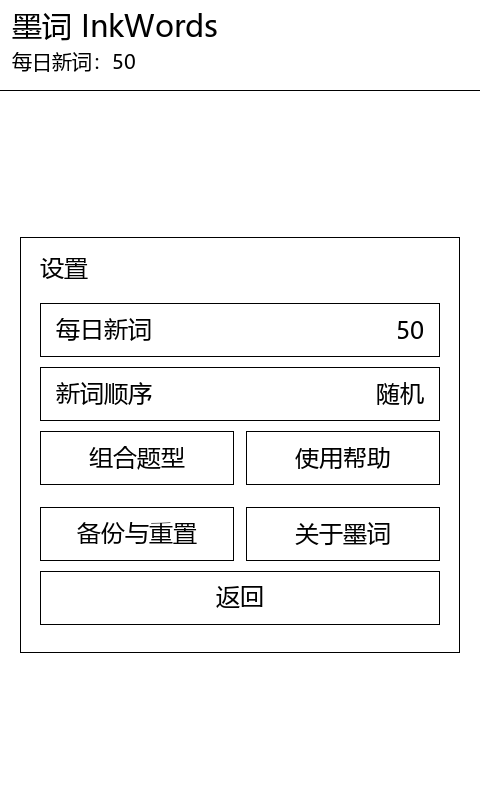 墨词 InkWords
每日新词：50
设置
每日新词 50
新词顺序 随机
组合题型 使用帮助
备份与重置 关于墨词
返回